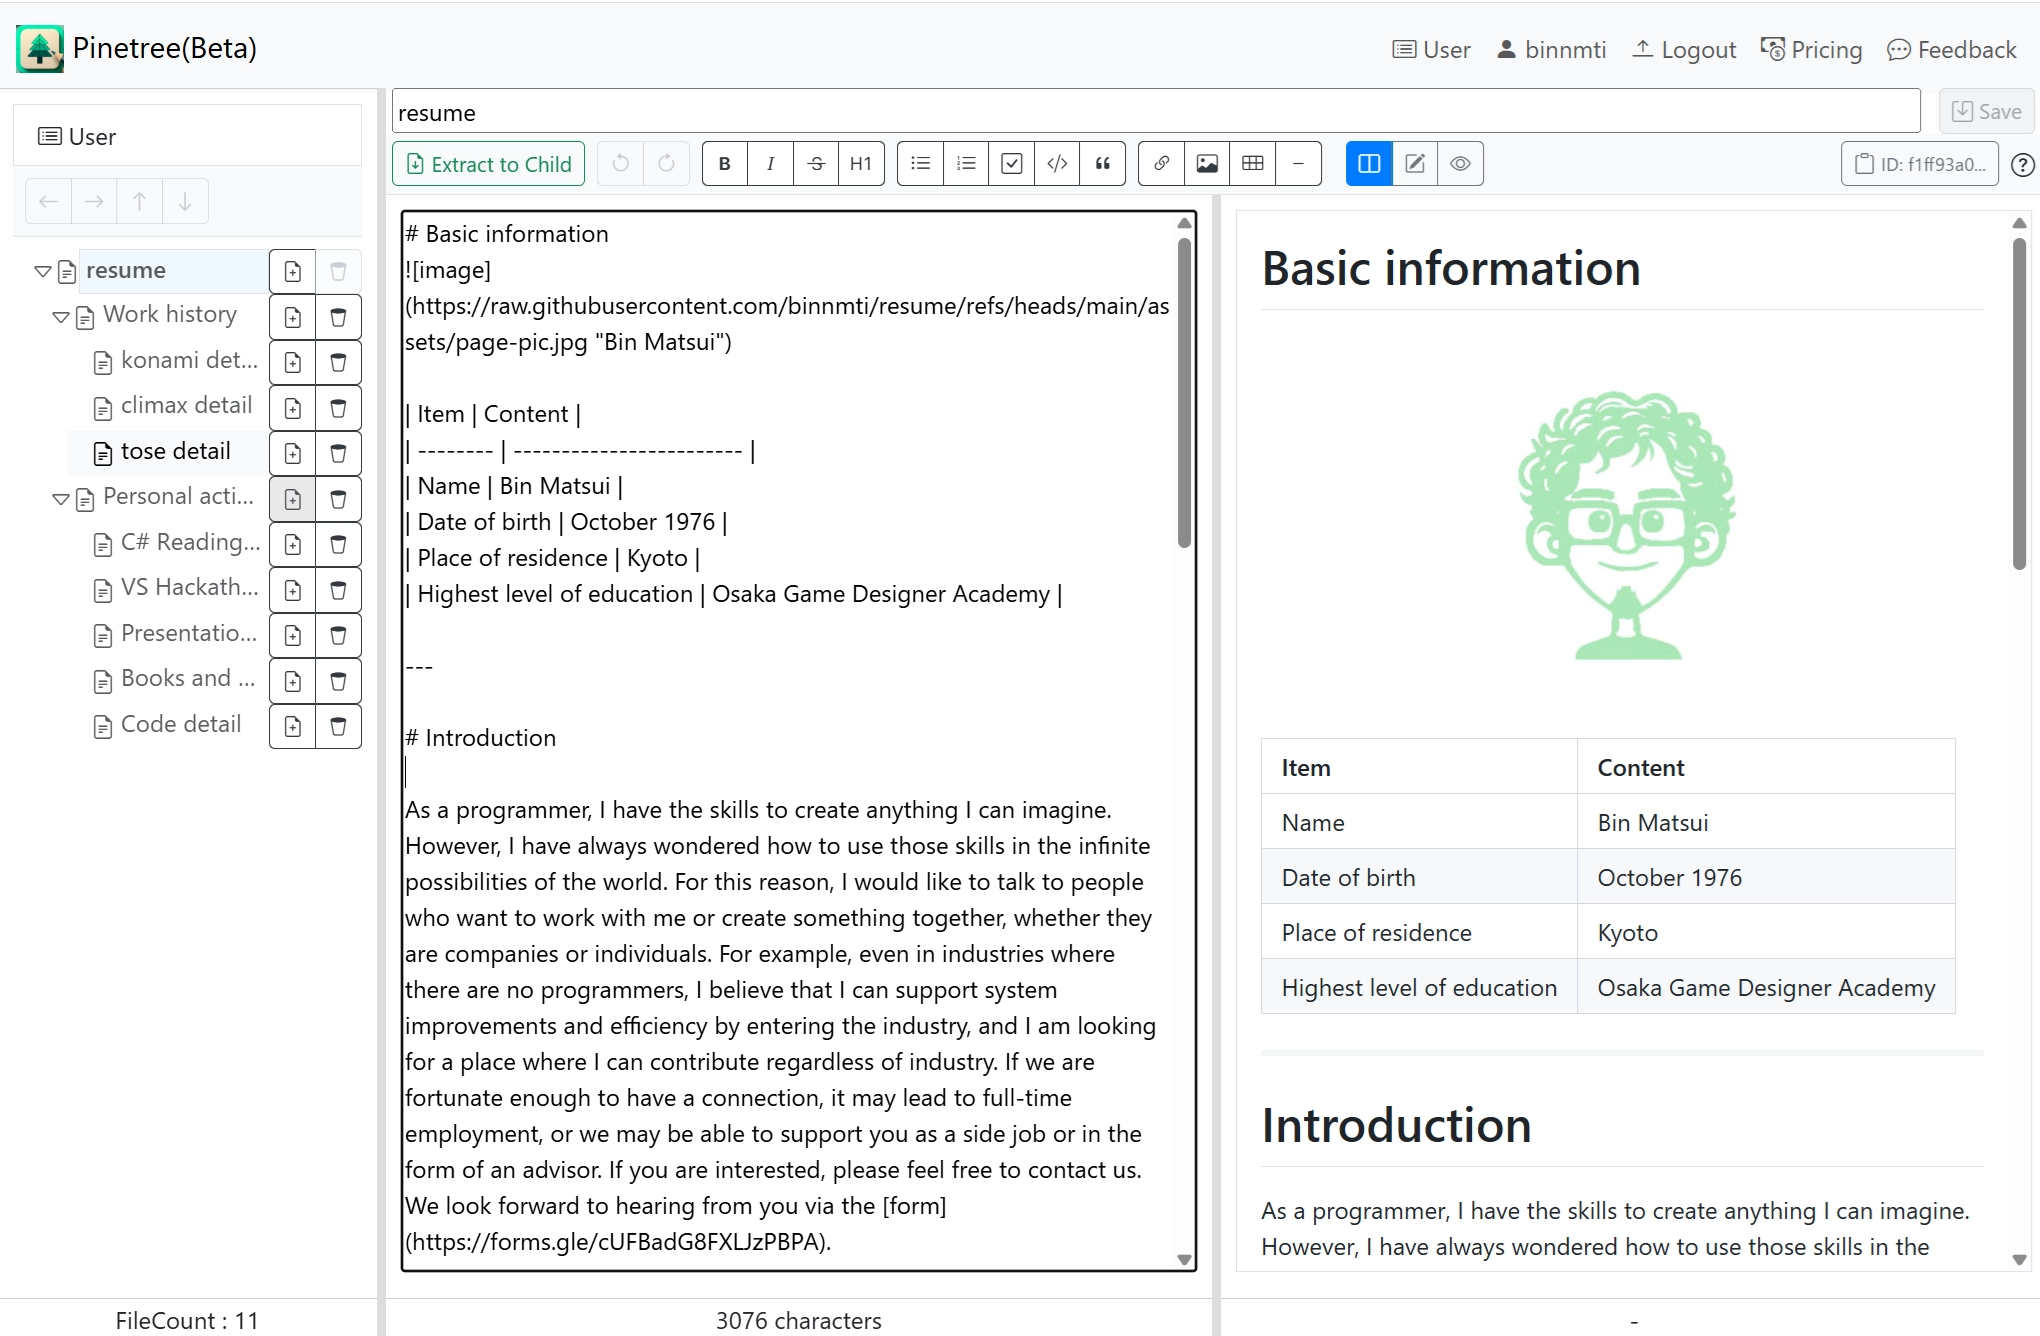 Pinetree(Beta)
User
binnmti
Logout
Pricing
Feedback
User
resume
Save
Extract to Child
B
I
S
H1
ID: f1ff93a0...
resume
Work history
konami det...
climax detail
tose detail
Personal acti...
C# Reading...
VS Hackath...
Presentatio...
Books and ...
Code detail
FileCount : 11
# Basic information
![image]
(https://raw.githubusercontent.com/binnmti/resume/refs/heads/main/as
sets/page-pic.jpg "Bin Matsui")
| Item | Content |
| -------- | ------------------------ |
| Name | Bin Matsui |
| Date of birth | October 1976 |
| Place of residence | Kyoto |
| Highest level of education | Osaka Game Designer Academy |
---
# Introduction
As a programmer, I have the skills to create anything I can imagine.
However, I have always wondered how to use those skills in the infinite
possibilities of the world. For this reason, I would like to talk to people
who want to work with me or create something together, whether they
are companies or individuals. For example, even in industries where
there are no programmers, I believe that I can support system
improvements and efficiency by entering the industry, and I am looking
for a place where I can contribute regardless of industry. If we are
fortunate enough to have a connection, it may lead to full-time
employment, or we may be able to support you as a side job or in the
form of an advisor. If you are interested, please feel free to contact us.
We look forward to hearing from you via the [form]
(https://forms.gle/cUFBadG8FXLJzPBPA).
3076 characters
Basic information
Item Content
Name Bin Matsui
Date of birth October 1976
Place of residence Kyoto
Highest level of education Osaka Game Designer Academy
Introduction
As a programmer, I have the skills to create anything I can imagine.
However, I have always wondered how to use those skills in the
-